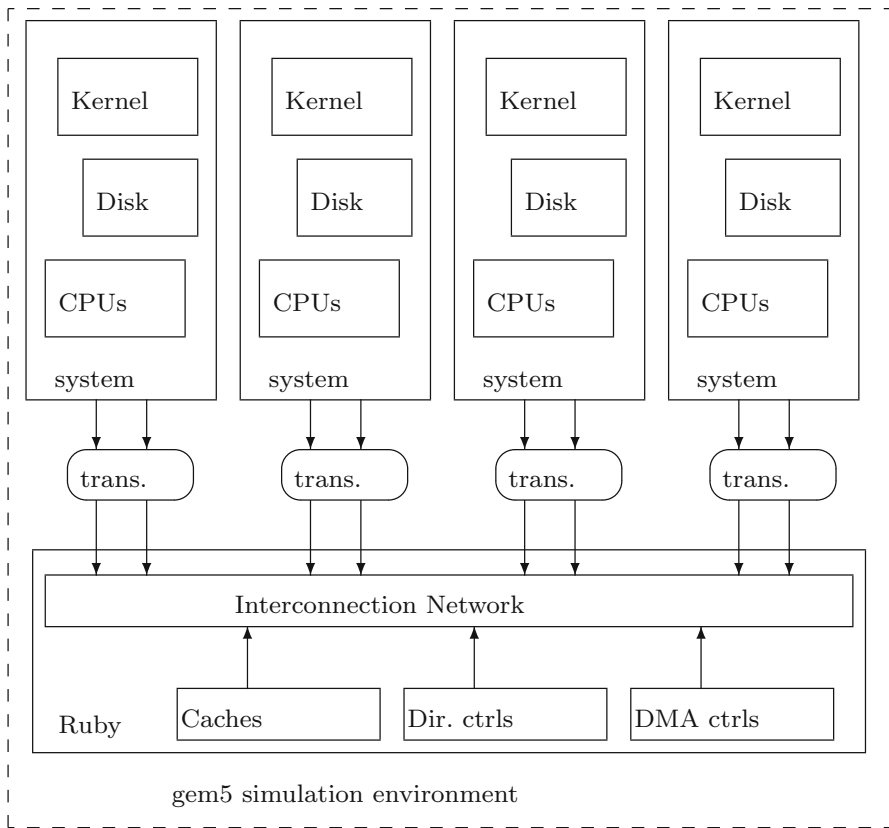 Kernel Kernel Kernel Kernel
Disk Disk Disk Disk
CPUs CPUs CPUs CPUs
system system system system
trans. trans. trans. trans.
Interconnection Network
Ruby Caches Dir. ctrls DMA ctrls
gem5 simulation environment